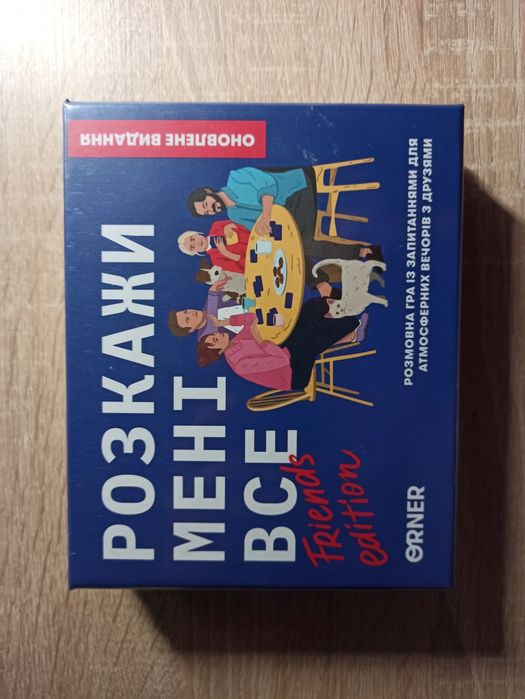 ОНОВЛЕНЕ ВИДАННЯ
РОЗКАЖИ
МЕНІ
ВСЕ
Friends
edition
РОЗМОВНА ГРА ІЗ ЗАПИТАННЯМИ ДЛЯ
АТМОСФЕРНИХ ВЕЧОРІВ З ДРУЗЯМИ
ORNER